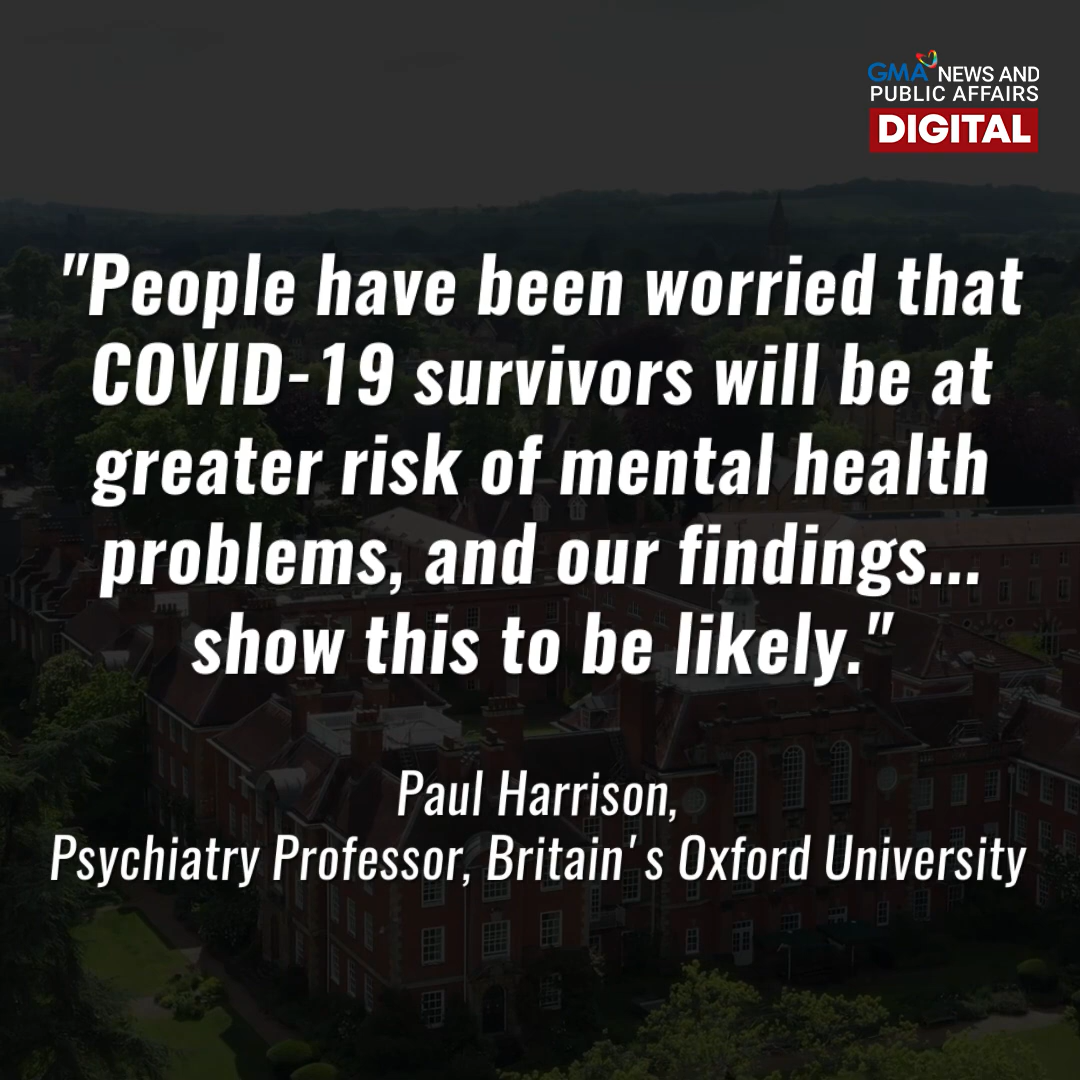 GMA NEWS AND
PUBLIC AFFAIRS
DIGITAL
"People have been worried that
COVID-19 survivors will be at
greater risk of mental health
problems, and our findings...
show this to be likely."
Paul Harrison,
Psychiatry Professor, Britain's Oxford University